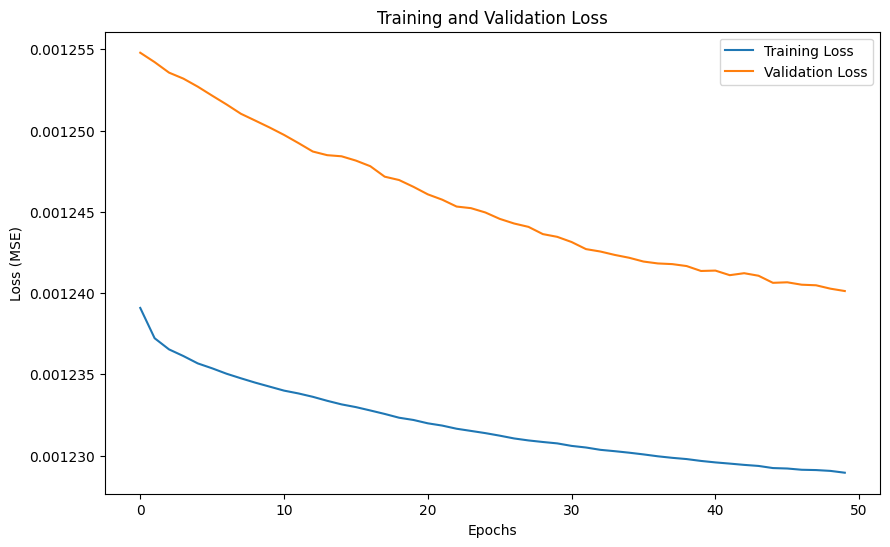 Training and Validation Loss
Training Loss
Validation Loss
Loss (MSE)
0.001255
0.001250
0.001245
0.001240
0.001235
0.001230
0
10
20
30
40
50
Epochs